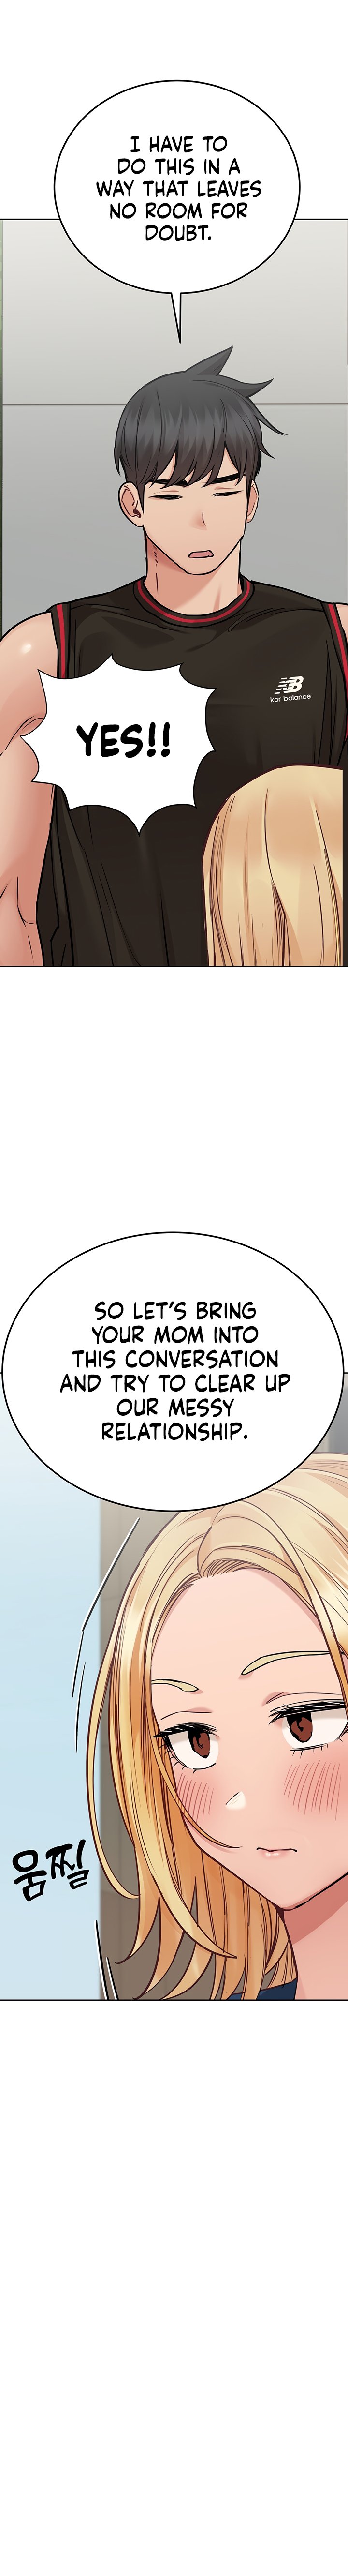 I HAVE TO
DO THIS IN A
WAY THAT LEAVES
NO ROOM FOR
DOUBT.
NB
kor balance
YES!!
SO LET'S BRING
YOUR MOM INTO
THIS CONVERSATION
AND TRY TO CLEAR UP
OUR MESSY
RELATIONSHIP.
움찔